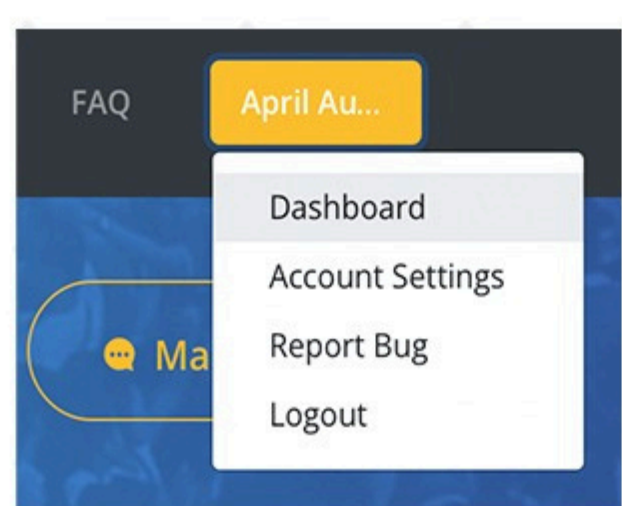 FAQ
April Au...
Dashboard
Account Settings
Report Bug
Ma
Logout